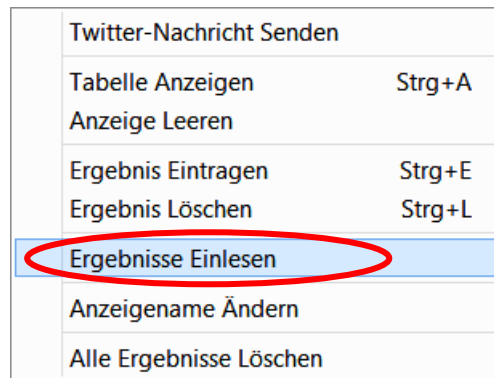 Twitter-Nachricht Senden
Tabelle Anzeigen Strg+A
Anzeige Leeren
Ergebnis Eintragen Strg+E
Ergebnis Löschen Strg+L
Ergebnisse Einlesen
Anzeigename Ändern
Alle Ergebnisse Löschen